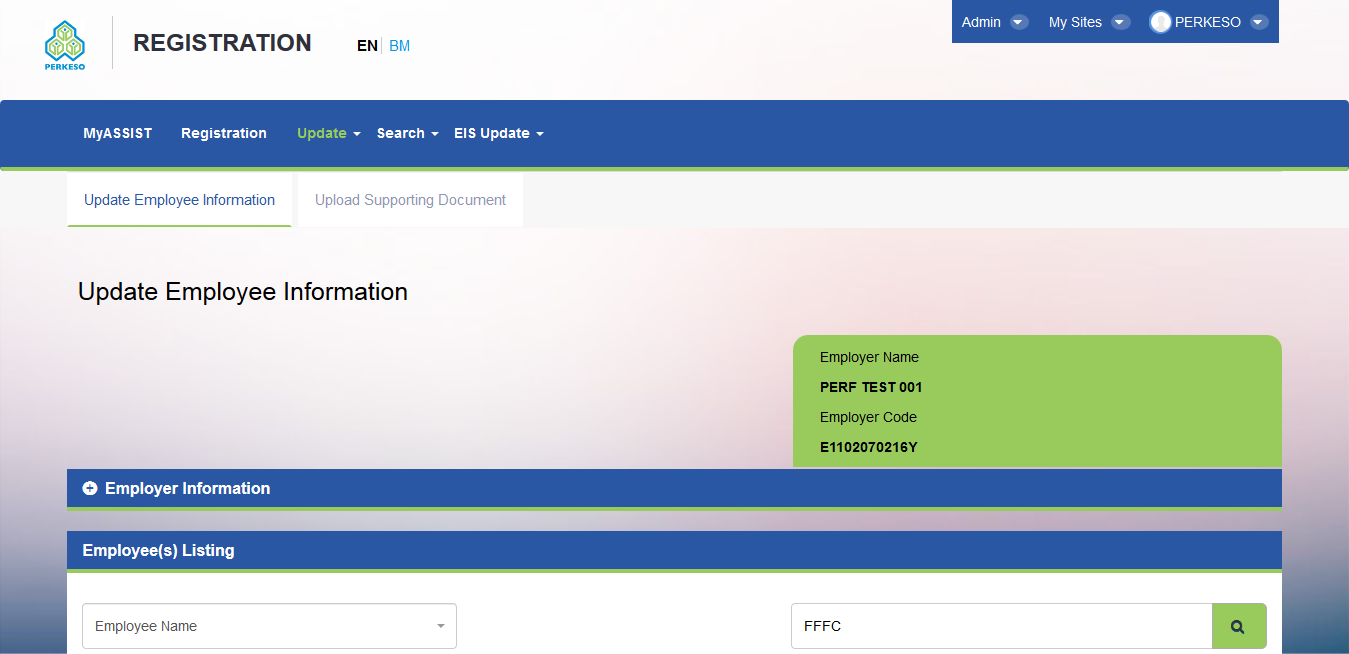 Admin My Sites PERKESO
PERKESO REGISTRATION EN BM
MyASSIST Registration Update Search EIS Update
Update Employee Information Upload Supporting Document
Update Employee Information
Employer Name
PERF TEST 001
Employer Code
E1102070216Y
Employer Information
Employee(s) Listing
Employee Name FFFC